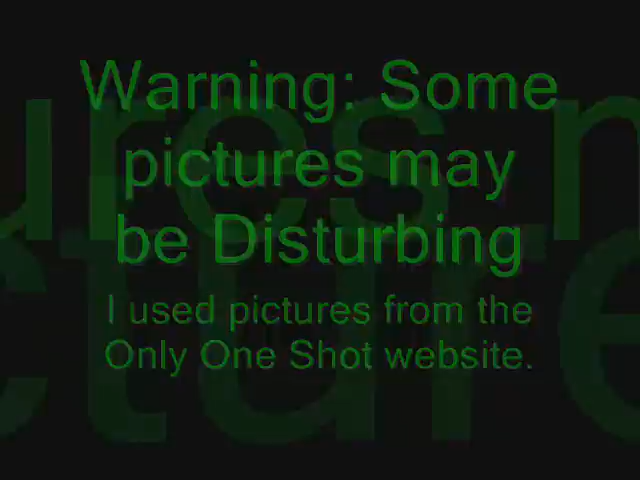 Warning: Some
pictures may
be Disturbing
I used pictures from the
Only One Shot website.